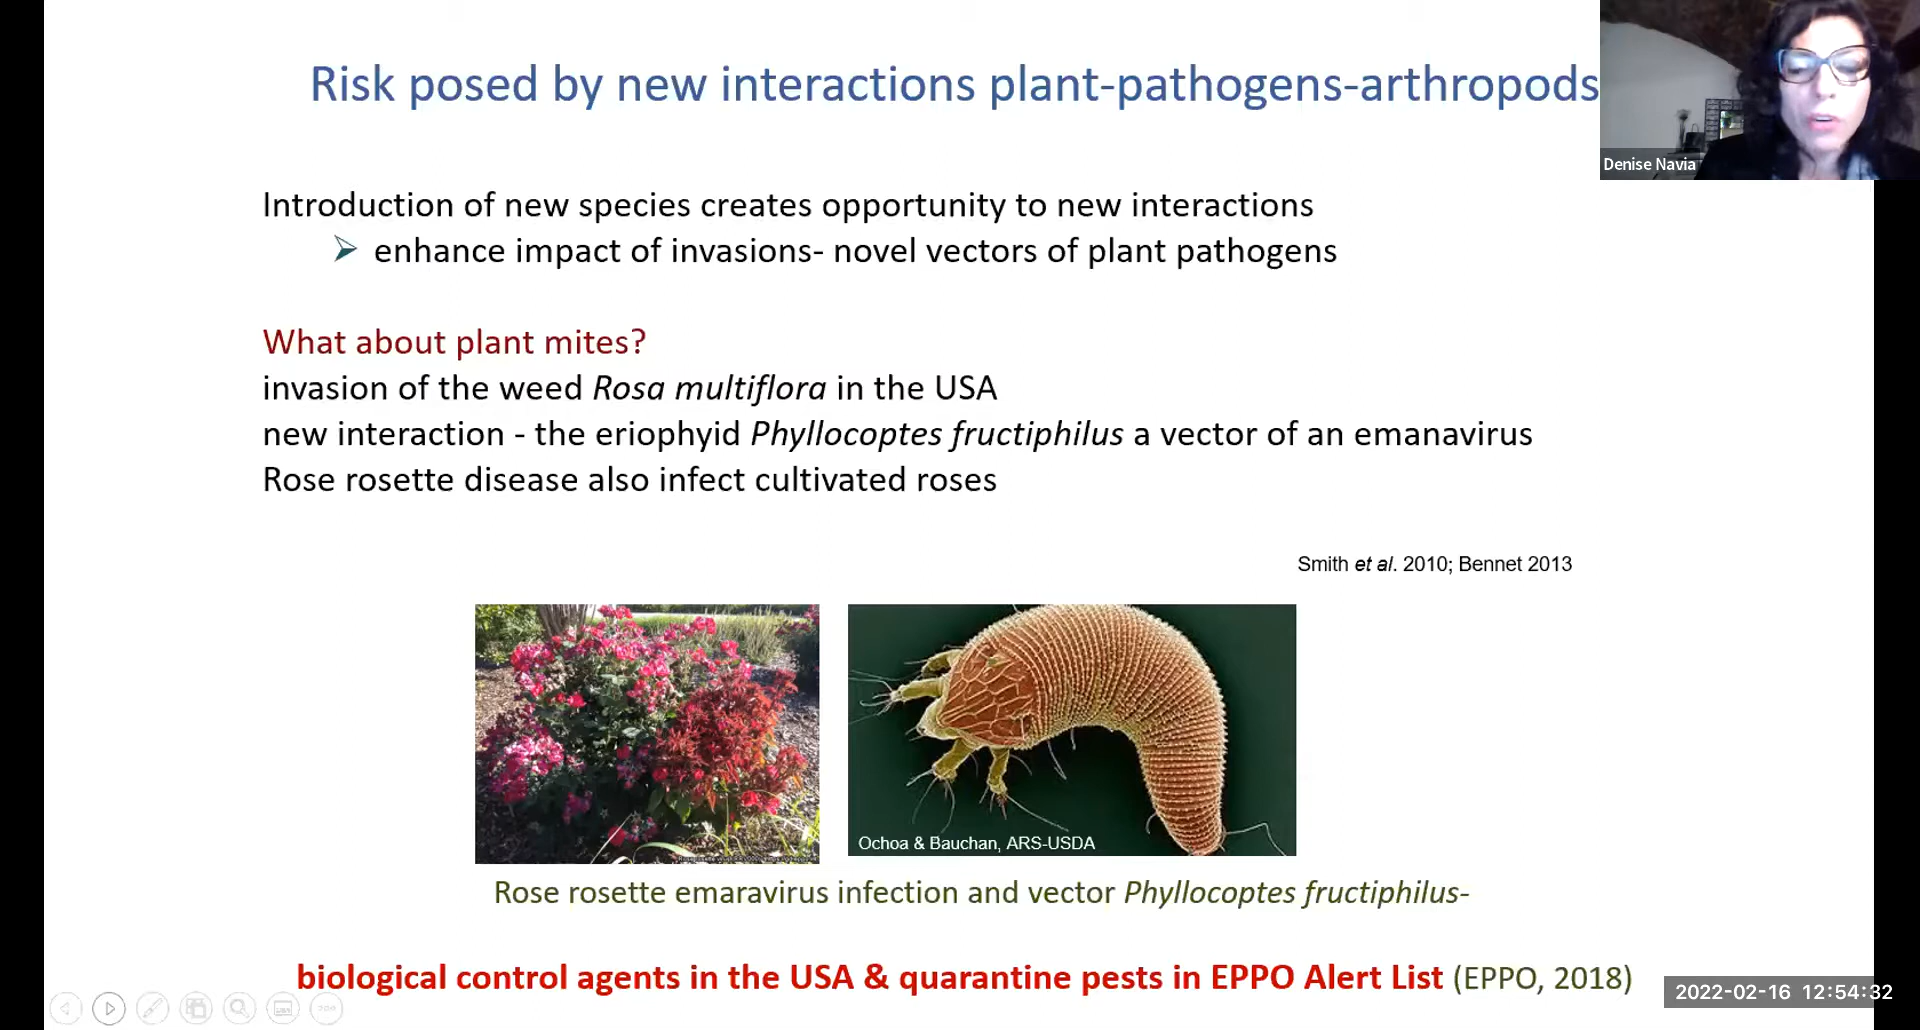 Risk posed by new interactions plant-pathogens-arthropods
Denise Navia
Introduction of new species creates opportunity to new interactions
➢ enhance impact of invasions- novel vectors of plant pathogens
What about plant mites?
invasion of the weed Rosa multiflora in the USA
new interaction - the eriophyid Phyllocoptes fructiphilus a vector of an emanavirus
Rose rosette disease also infect cultivated roses
Smith et al. 2010; Bennet 2013
Ochoa & Bauchan, ARS-USDA
Rose rosette emaravirus infection and vector Phyllocoptes fructiphilus-
biological control agents in the USA & quarantine pests in EPPO Alert List (EPPO, 2018)
2022-02-16 12:54:32